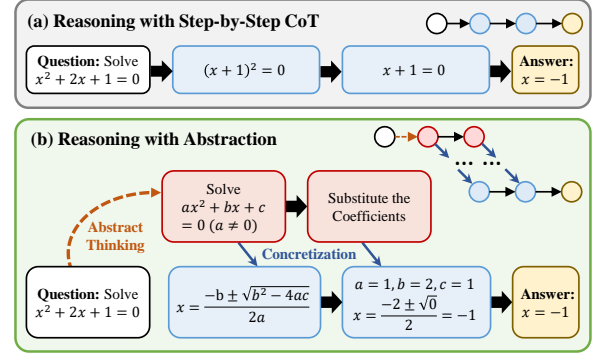 (a) Reasoning with Step-by-Step CoT
Question: Solve
x² + 2x + 1 = 0
(x + 1)² = 0
x + 1 = 0
Answer:
x = −1
(b) Reasoning with Abstraction
Abstract
Thinking
Solve
ax² + bx + c
= 0 (a ≠ 0)
Substitute the
Coefficients
Concretization
Question: Solve
x² + 2x + 1 = 0
x = (−b ± √(b² − 4ac)) / 2a
a = 1, b = 2, c = 1
x = (−2 ± √0) / 2 = −1
Answer:
x = −1